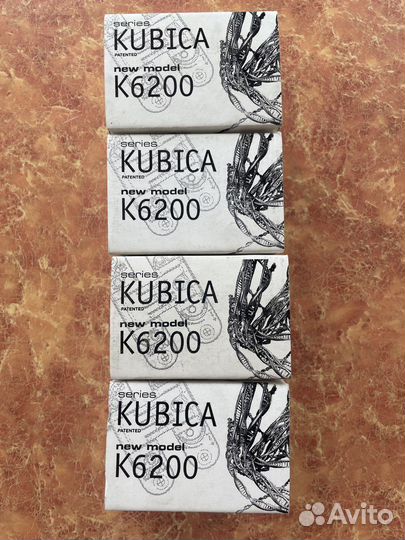 series
KUBICA
PATENTED
new model
K6200
series
KUBICA
PATENTED
new model
K6200
series
KUBICA
PATENTED
new model
K6200
series
KUBICA
PATENTED
new model
K6200
Avito